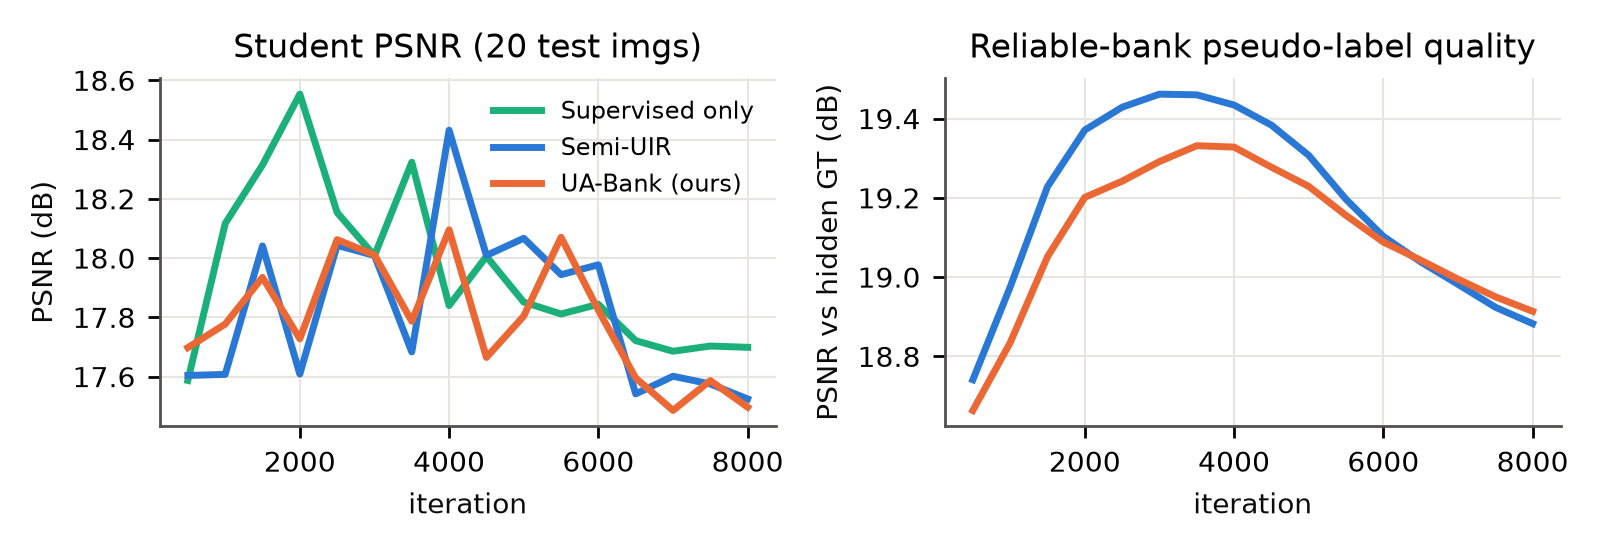 Student PSNR (20 test imgs)
PSNR (dB)
18.6
18.4
18.2
18.0
17.8
17.6
Supervised only
Semi-UIR
UA-Bank (ours)
2000
4000
6000
8000
iteration
Reliable-bank pseudo-label quality
PSNR vs hidden GT (dB)
19.4
19.2
19.0
18.8
2000
4000
6000
8000
iteration